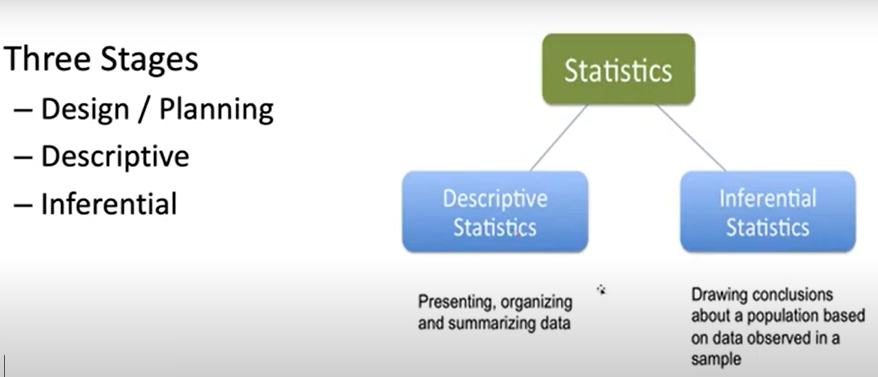 Three Stages
– Design / Planning
– Descriptive
– Inferential
Statistics
Descriptive
Statistics
Presenting, organizing
and summarizing data
Inferential
Statistics
Drawing conclusions
about a population based
on data observed in a
sample